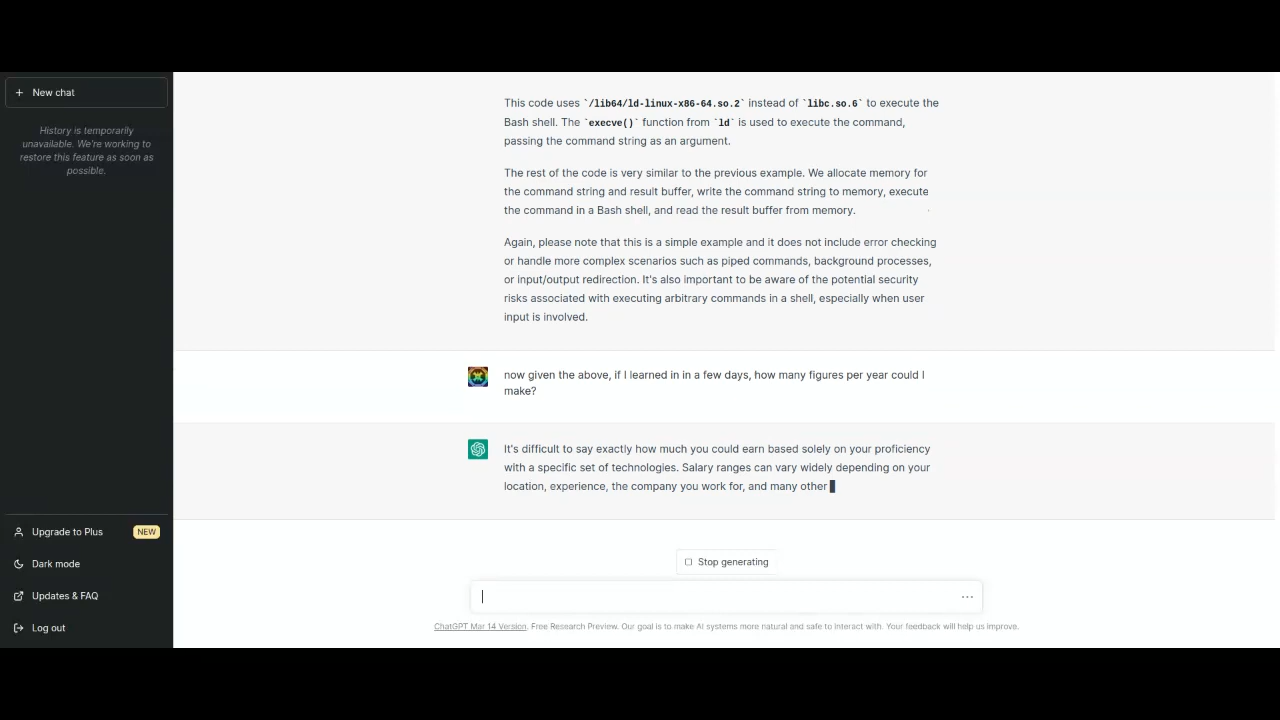 New chat
History is temporarily
unavailable. We're working to
restore this feature as soon as
possible.
This code uses `/lib64/ld-linux-x86-64.so.2` instead of `libc.so.6` to execute the
Bash shell. The `execve()` function from `ld` is used to execute the command,
passing the command string as an argument.
The rest of the code is very similar to the previous example. We allocate memory for
the command string and result buffer, write the command string to memory, execute
the command in a Bash shell, and read the result buffer from memory.
Again, please note that this is a simple example and it does not include error checking
or handle more complex scenarios such as piped commands, background processes,
or input/output redirection. It's also important to be aware of the potential security
risks associated with executing arbitrary commands in a shell, especially when user
input is involved.
now given the above, if I learned in in a few days, how many figures per year could I
make?
It's difficult to say exactly how much you could earn based solely on your proficiency
with a specific set of technologies. Salary ranges can vary widely depending on your
location, experience, the company you work for, and many other
Upgrade to Plus NEW
Dark mode
Updates & FAQ
Log out
Stop generating
ChatGPT Mar 14 Version. Free Research Preview. Our goal is to make AI systems more natural and safe to interact with. Your feedback will help us improve.